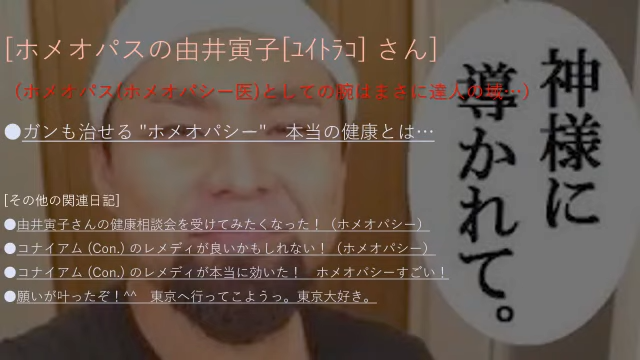 [ホメオパスの由井寅子[ﾕｲﾄﾗｺ] さん]
（ホメオパス(ホメオパシー医)としての腕はまさに達人の域…）
●ガンも治せる "ホメオパシー"　本当の健康とは…
[その他の関連日記]
●由井寅子さんの健康相談会を受けてみたくなった！（ホメオパシー）
●コナイアム (Con.) のレメディが良いかもしれない！（ホメオパシー）
●コナイアム (Con.) のレメディが本当に効いた！　ホメオパシーすごい！
●願いが叶ったぞ！^^　東京へ行ってこようっ。東京大好き。
神様に
導かれて。